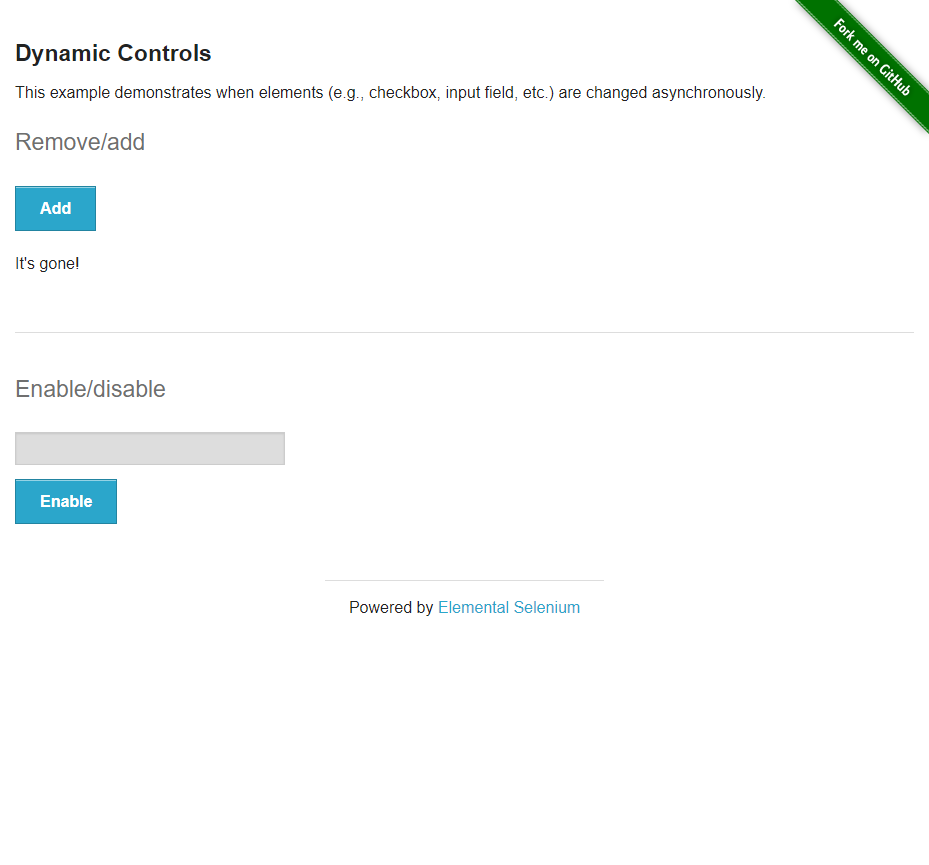 Fork me on GitHub
Dynamic Controls
This example demonstrates when elements (e.g., checkbox, input field, etc.) are changed asynchronously.
Remove/add
Add
It's gone!
Enable/disable
Enable
Powered by Elemental Selenium